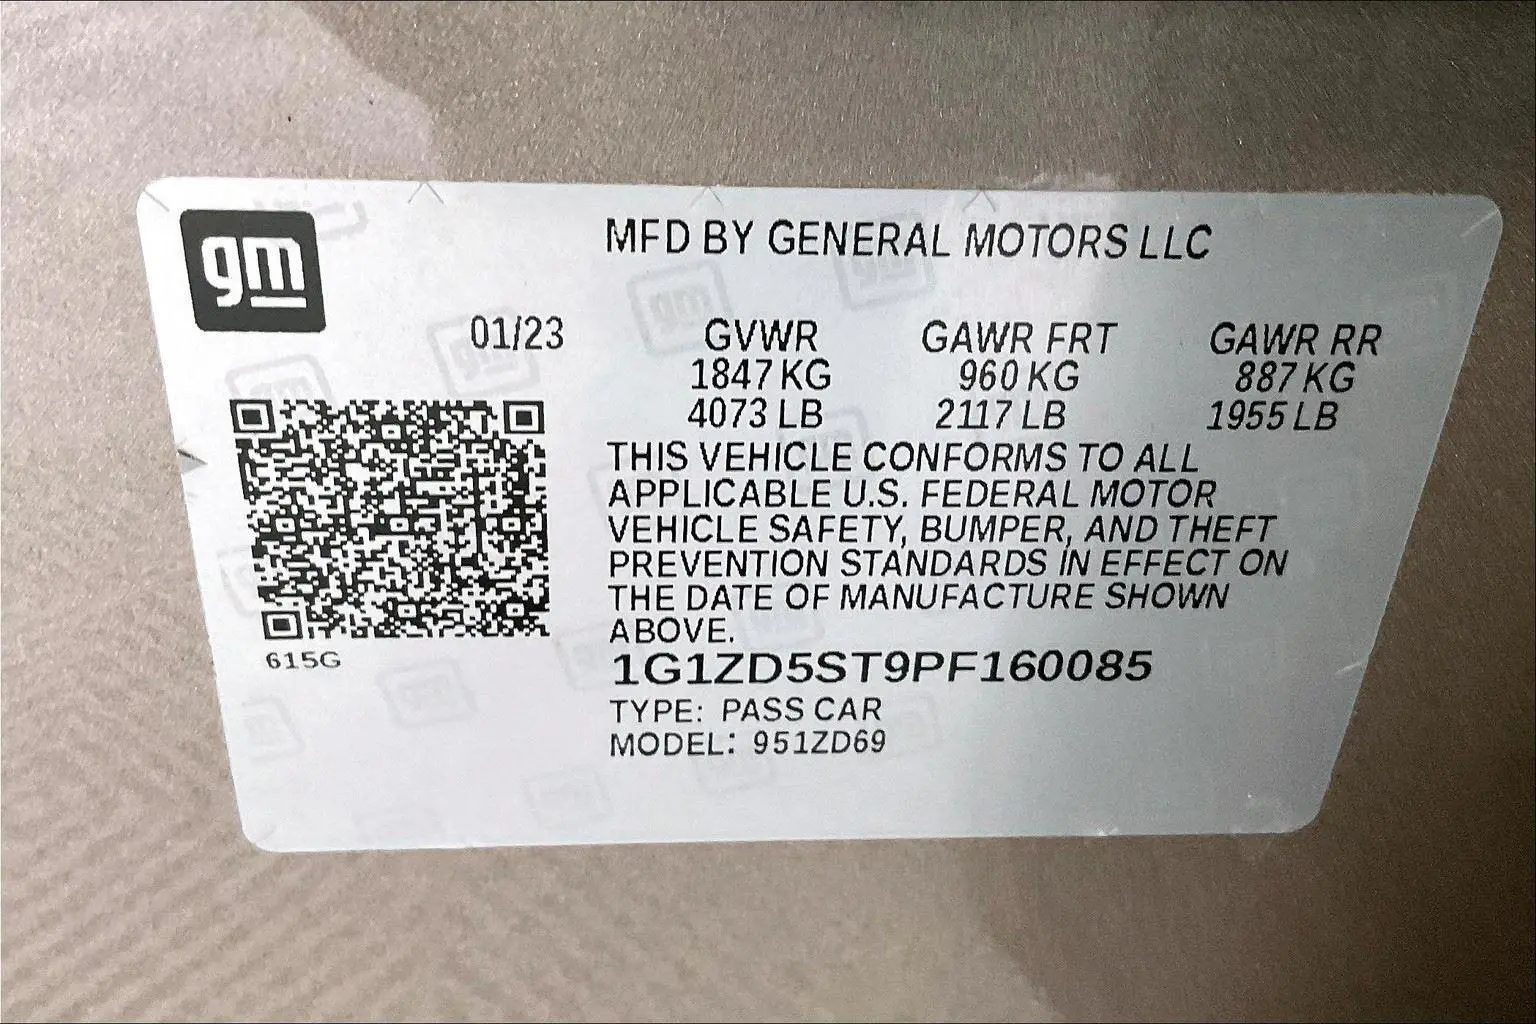 gm
MFD BY GENERAL MOTORS LLC
01/23
GVWR GAWR FRT GAWR RR
1847 KG 960 KG 887 KG
4073 LB 2117 LB 1955 LB
THIS VEHICLE CONFORMS TO ALL
APPLICABLE U.S. FEDERAL MOTOR
VEHICLE SAFETY, BUMPER, AND THEFT
PREVENTION STANDARDS IN EFFECT ON
THE DATE OF MANUFACTURE SHOWN
ABOVE.
615G
1G1ZD5ST9PF160085
TYPE: PASS CAR
MODEL: 951ZD69